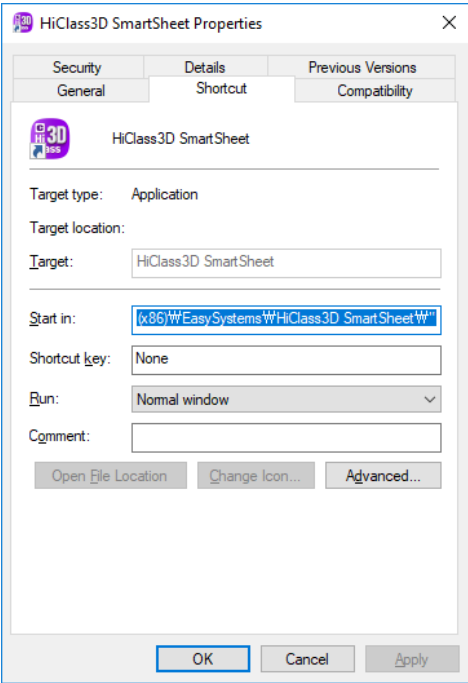 HiClass3D SmartSheet Properties
Security Details Previous Versions
General Shortcut Compatibility
HiClass3D SmartSheet
Target type: Application
Target location:
Target: HiClass3D SmartSheet
Start in: (x86)₩EasySystems₩HiClass3D SmartSheet₩"
Shortcut key: None
Run: Normal window
Comment:
Open File Location Change Icon... Advanced...
OK Cancel Apply